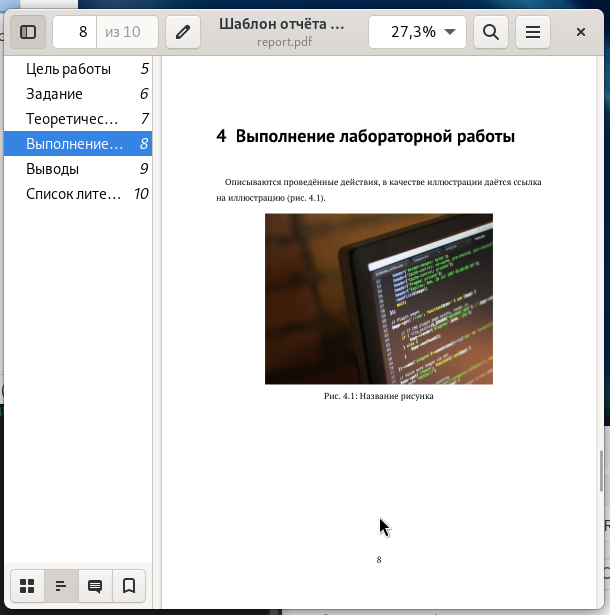 8 из 10
Шаблон отчёта ...
report.pdf
27,3%
Цель работы 5
Задание 6
Теоретичес... 7
Выполнение... 8
Выводы 9
Список лите... 10
4 Выполнение лабораторной работы
Описываются проведённые действия, в качестве иллюстрации даётся ссылка
на иллюстрацию (рис. 4.1).
Рис. 4.1: Название рисунка
8